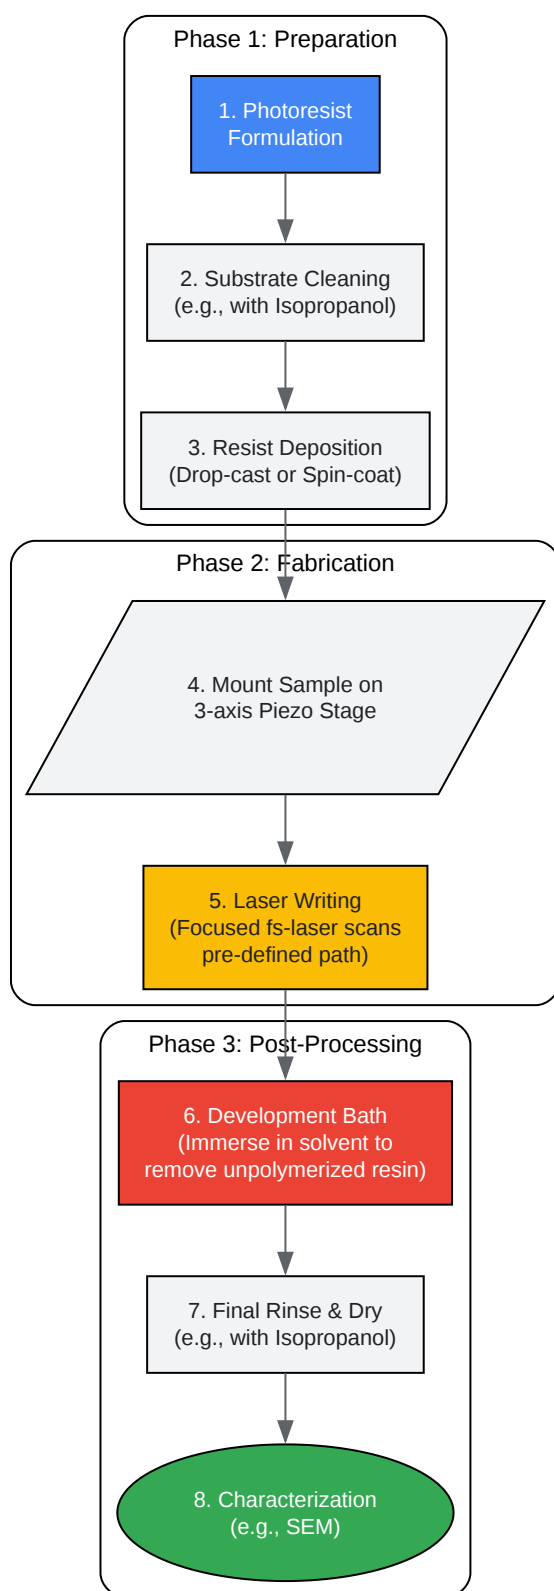 Phase 1: Preparation
1. Photoresist
Formulation
2. Substrate Cleaning
(e.g., with Isopropanol)
3. Resist Deposition
(Drop-cast or Spin-coat)
Phase 2: Fabrication
4. Mount Sample on
3-axis Piezo Stage
5. Laser Writing
(Focused fs-laser scans
pre-defined path)
Phase 3: Post-Processing
6. Development Bath
(Immerse in solvent to
remove unpolymerized resin)
7. Final Rinse & Dry
(e.g., with Isopropanol)
8. Characterization
(e.g., SEM)